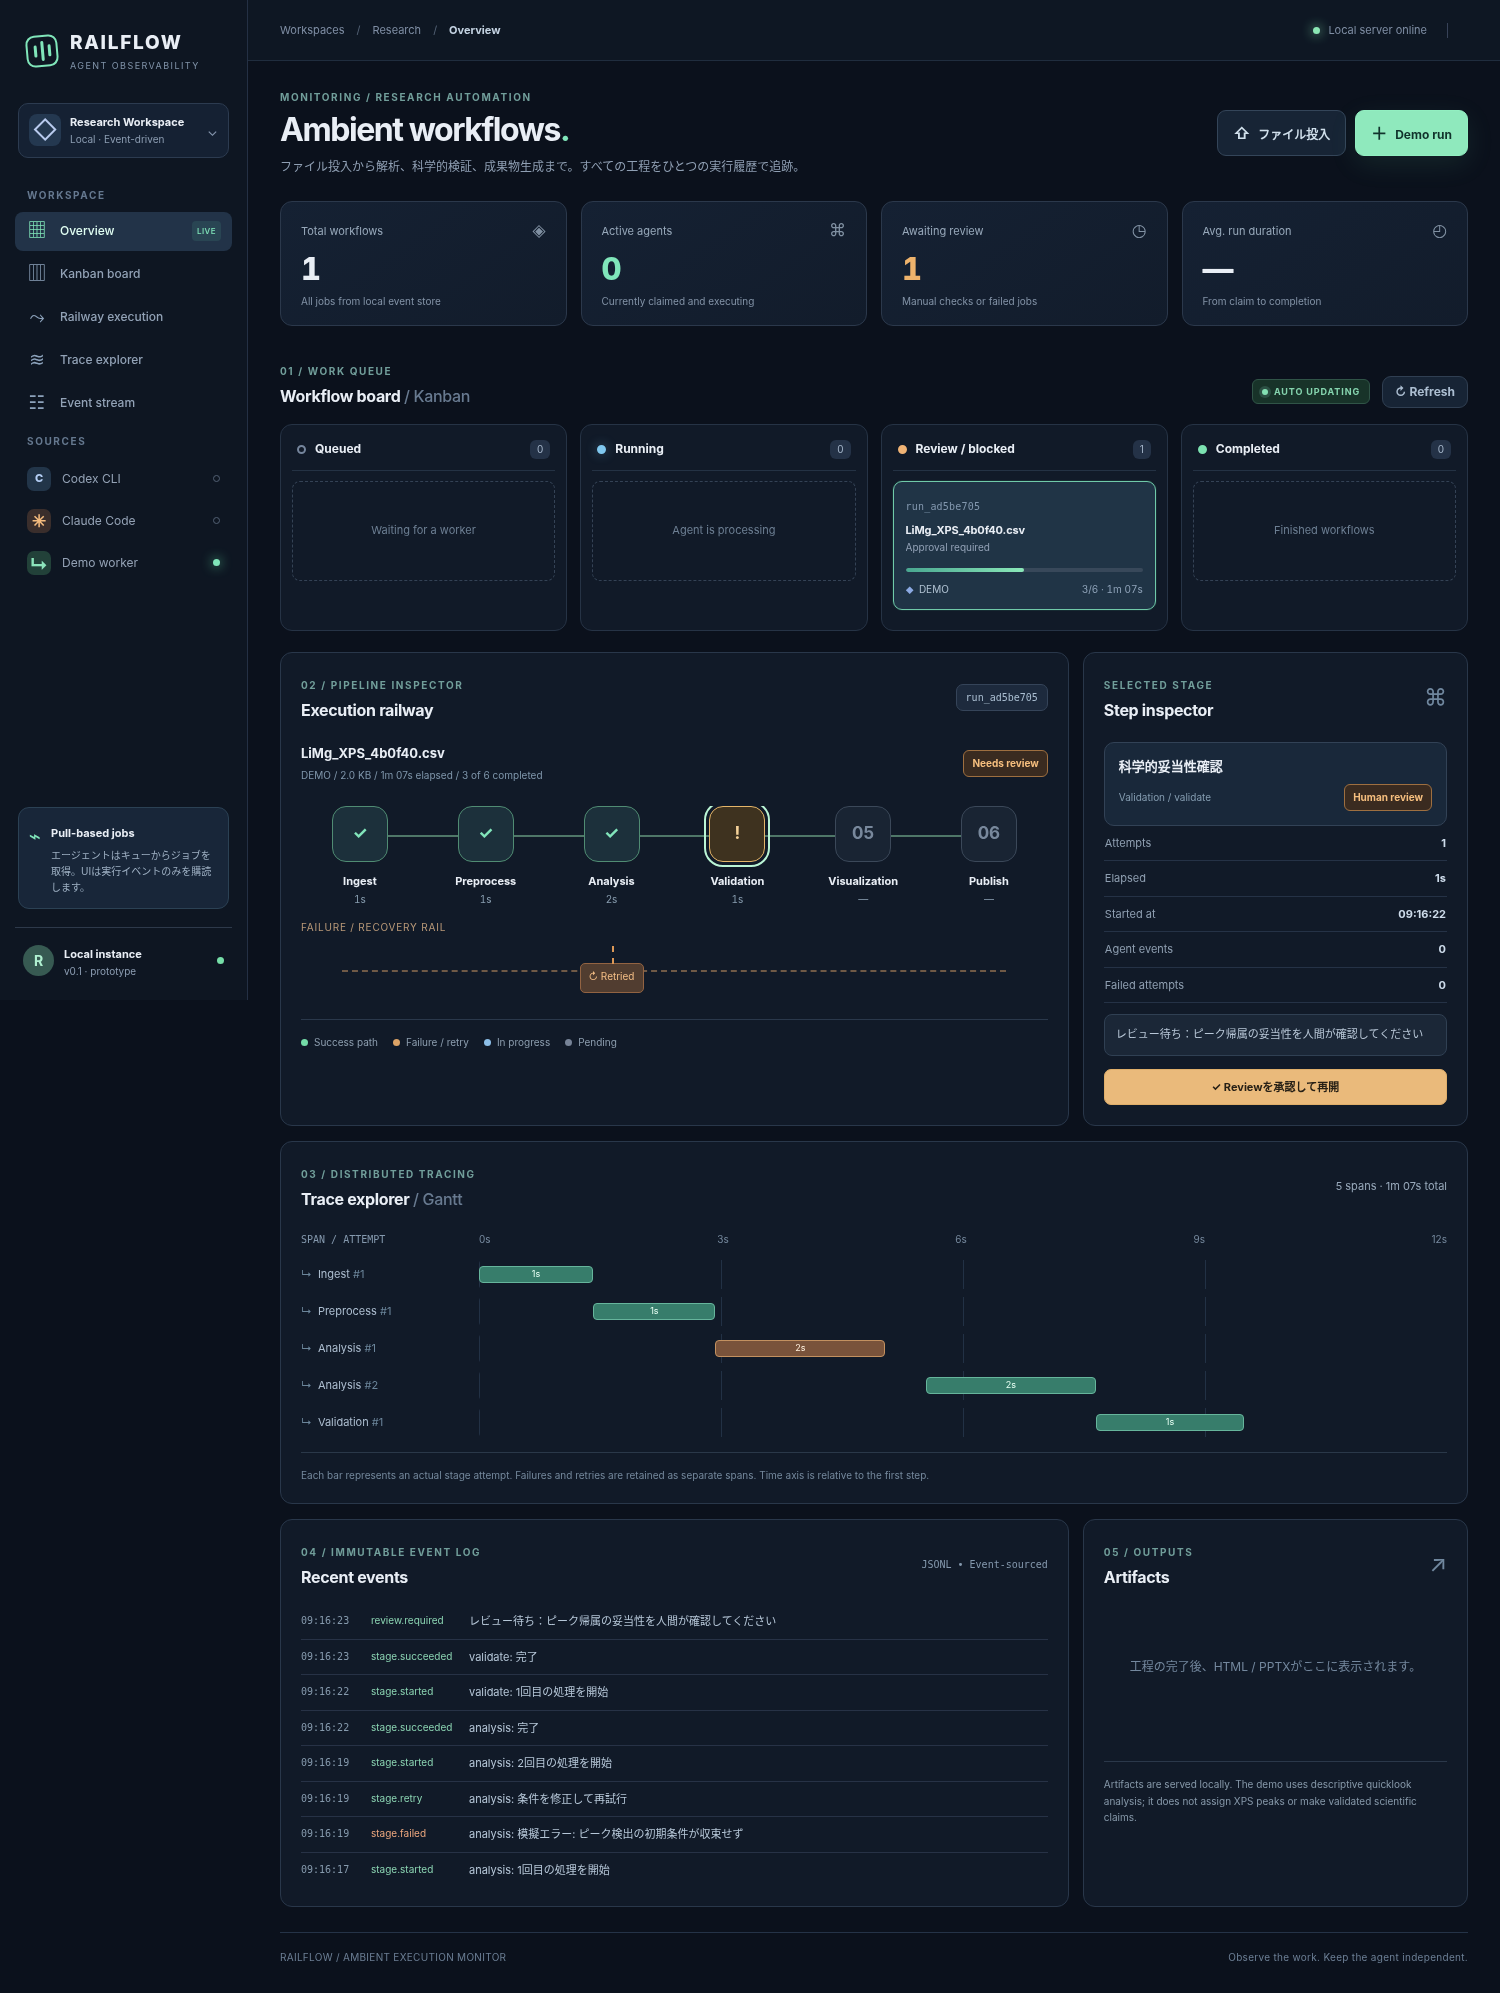 RAILFLOW
AGENT OBSERVABILITY
Research Workspace
Local · Event-driven
WORKSPACE
Overview LIVE
Kanban board
Railway execution
Trace explorer
Event stream
SOURCES
C Codex CLI
Claude Code
Demo worker
Pull-based jobs
エージェントはキューからジョブを
取得。UIは実行イベントのみを購読
します。
R Local instance
v0.1 · prototype
Workspaces / Research / Overview
Local server online
MONITORING / RESEARCH AUTOMATION
Ambient workflows.
ファイル投入から解析、科学的検証、成果物生成まで。すべての工程をひとつの実行履歴で追跡。
ファイル投入
+ Demo run
Total workflows
1
All jobs from local event store
Active agents ⌘
0
Currently claimed and executing
Awaiting review
1
Manual checks or failed jobs
Avg. run duration
—
From claim to completion
01 / WORK QUEUE
Workflow board / Kanban
AUTO UPDATING
↻ Refresh
Queued 0
Waiting for a worker
Running 0
Agent is processing
Review / blocked 1
run_ad5be705
LiMg_XPS_4b0f40.csv
Approval required
◆ DEMO 3/6 · 1m 07s
Completed 0
Finished workflows
02 / PIPELINE INSPECTOR
Execution railway
run_ad5be705
LiMg_XPS_4b0f40.csv
DEMO / 2.0 KB / 1m 07s elapsed / 3 of 6 completed
Needs review
✓ ✓ ✓ ! 05 06
Ingest Preprocess Analysis Validation Visualization Publish
1s 1s 2s 1s — —
FAILURE / RECOVERY RAIL
↻ Retried
Success path Failure / retry In progress Pending
SELECTED STAGE
Step inspector ⌘
科学的妥当性確認
Validation / validate Human review
Attempts 1
Elapsed 1s
Started at 09:16:22
Agent events 0
Failed attempts 0
レビュー待ち：ピーク帰属の妥当性を人間が確認してください
✓ Reviewを承認して再開
03 / DISTRIBUTED TRACING
Trace explorer / Gantt
5 spans · 1m 07s total
SPAN / ATTEMPT 0s 3s 6s 9s 12s
Ingest #1 1s
Preprocess #1 1s
Analysis #1 2s
Analysis #2 2s
Validation #1 1s
Each bar represents an actual stage attempt. Failures and retries are retained as separate spans. Time axis is relative to the first step.
04 / IMMUTABLE EVENT LOG
Recent events
JSONL • Event-sourced
09:16:23 review.required レビュー待ち：ピーク帰属の妥当性を人間が確認してください
09:16:23 stage.succeeded validate: 完了
09:16:22 stage.started validate: 1回目の処理を開始
09:16:22 stage.succeeded analysis: 完了
09:16:19 stage.started analysis: 2回目の処理を開始
09:16:19 stage.retry analysis: 条件を修正して再試行
09:16:19 stage.failed analysis: 模擬エラー: ピーク検出の初期条件が収束せず
09:16:17 stage.started analysis: 1回目の処理を開始
05 / OUTPUTS
Artifacts
工程の完了後、HTML / PPTXがここに表示されます。
Artifacts are served locally. The demo uses descriptive quicklook
analysis; it does not assign XPS peaks or make validated scientific
claims.
RAILFLOW / AMBIENT EXECUTION MONITOR
Observe the work. Keep the agent independent.